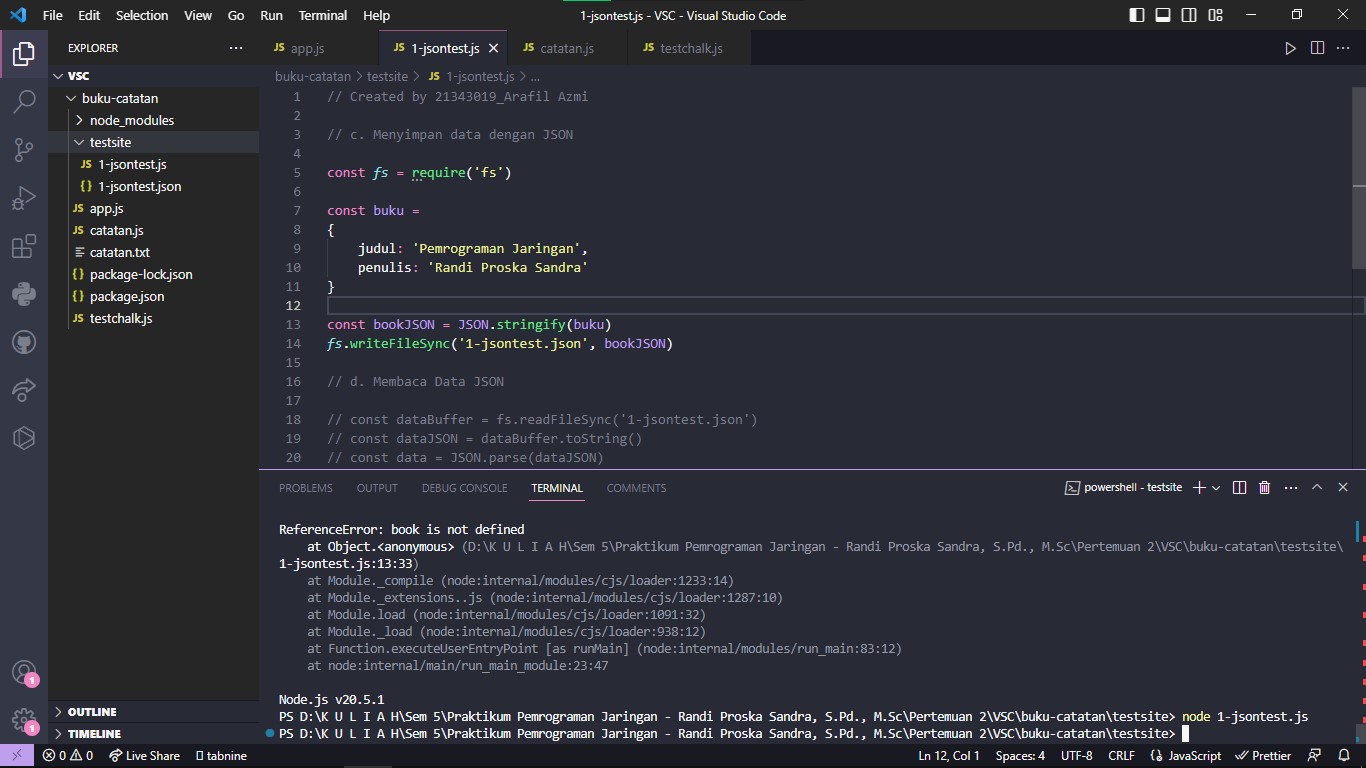 File Edit Selection View Go Run Terminal Help 1-jsontest.js - VSC - Visual Studio Code
EXPLORER
JS app.js JS 1-jsontest.js JS catatan.js JS testchalk.js
VSC
buku-catatan
node_modules
testsite
JS 1-jsontest.js
{} 1-jsontest.json
JS app.js
JS catatan.js
catatan.txt
{} package-lock.json
{} package.json
JS testchalk.js
OUTLINE
TIMELINE
buku-catatan > testsite > JS 1-jsontest.js > ...
1 // Created by 21343019_Arafil Azmi
2
3 // c. Menyimpan data dengan JSON
4
5 const fs = require('fs')
6
7 const buku =
8 {
9 judul: 'Pemrograman Jaringan',
10 penulis: 'Randi Proska Sandra'
11 }
12
13 const bookJSON = JSON.stringify(buku)
14 fs.writeFileSync('1-jsontest.json', bookJSON)
15
16 // d. Membaca Data JSON
17
18 // const dataBuffer = fs.readFileSync('1-jsontest.json')
19 // const dataJSON = dataBuffer.toString()
20 // const data = JSON.parse(dataJSON)
PROBLEMS OUTPUT DEBUG CONSOLE TERMINAL COMMENTS powershell - testsite
ReferenceError: book is not defined
at Object.<anonymous> (D:\K U L I A H\Sem 5\Praktikum Pemrograman Jaringan - Randi Proska Sandra, S.Pd., M.Sc\Pertemuan 2\VSC\buku-catatan\testsite\
1-jsontest.js:13:33)
at Module._compile (node:internal/modules/cjs/loader:1233:14)
at Module._extensions..js (node:internal/modules/cjs/loader:1287:10)
at Module.load (node:internal/modules/cjs/loader:1091:32)
at Module._load (node:internal/modules/cjs/loader:938:12)
at Function.executeUserEntryPoint [as runMain] (node:internal/modules/run_main:83:12)
at node:internal/main/run_main_module:23:47
Node.js v20.5.1
PS D:\K U L I A H\Sem 5\Praktikum Pemrograman Jaringan - Randi Proska Sandra, S.Pd., M.Sc\Pertemuan 2\VSC\buku-catatan\testsite> node 1-jsontest.js
PS D:\K U L I A H\Sem 5\Praktikum Pemrograman Jaringan - Randi Proska Sandra, S.Pd., M.Sc\Pertemuan 2\VSC\buku-catatan\testsite>
1
1
0 0 Live Share tabnine Ln 12, Col 1 Spaces: 4 UTF-8 CRLF {} JavaScript Prettier